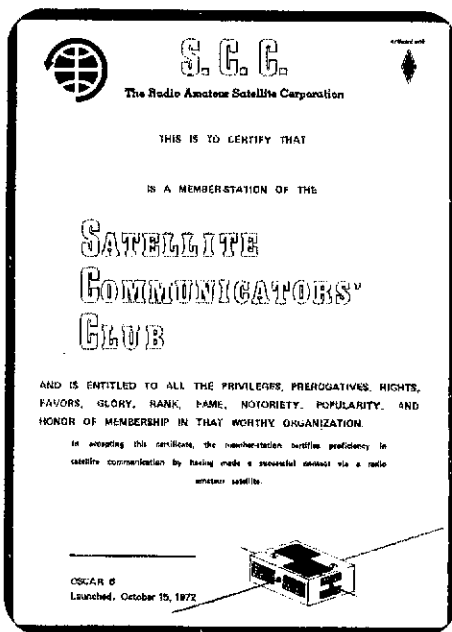 affiliated with
S. C. C.
The Radio Amateur Satellite Corporation
THIS IS TO CERTIFY THAT
IS A MEMBER-STATION OF THE
SATELLITE
COMMUNICATORS'
CLUB
AND IS ENTITLED TO ALL THE PRIVILEGES, PREROGATIVES, RIGHTS,
FAVORS, GLORY, RANK, FAME, NOTORIETY, POPULARITY, AND
HONOR OF MEMBERSHIP IN THAT WORTHY ORGANIZATION.
In accepting this certificate, the member-station certifies proficiency in
satellite communication by having made a successful contact via a radio
amateur satellite.
OSCAR 6
Launched, October 15, 1972